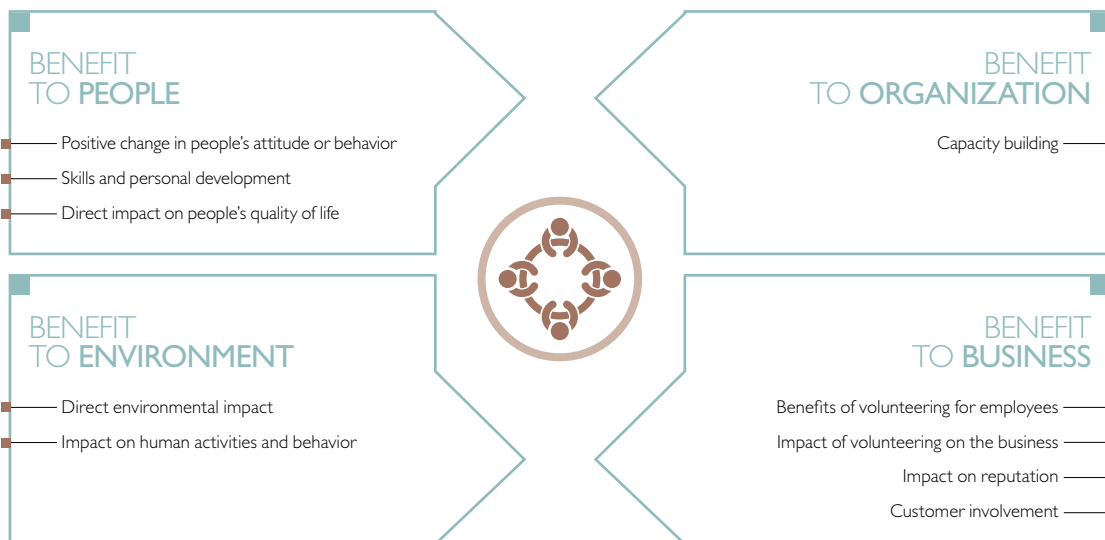 BENEFIT
TO PEOPLE
Positive change in people's attitude or behavior
Skills and personal development
Direct impact on people's quality of life
BENEFIT
TO ORGANIZATION
Capacity building
BENEFIT
TO ENVIRONMENT
Direct environmental impact
Impact on human activities and behavior
BENEFIT
TO BUSINESS
Benefits of volunteering for employees
Impact of volunteering on the business
Impact on reputation
Customer involvement